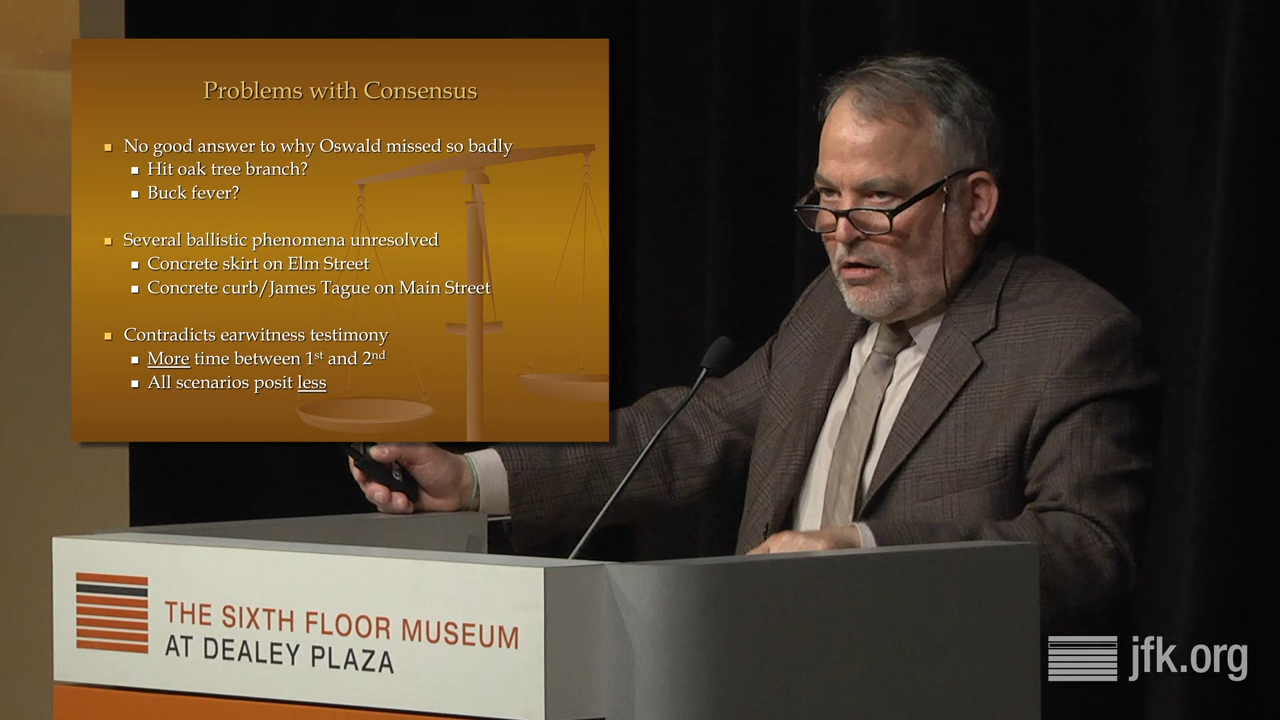 Problems with Consensus
No good answer to why Oswald missed so badly
Hit oak tree branch?
Buck fever?
Several ballistic phenomena unresolved
Concrete skirt on Elm Street
Concrete curb/James Tague on Main Street
Contradicts earwitness testimony
More time between 1st and 2nd
All scenarios posit less
THE SIXTH FLOOR MUSEUM
AT DEALEY PLAZA
jfk.org